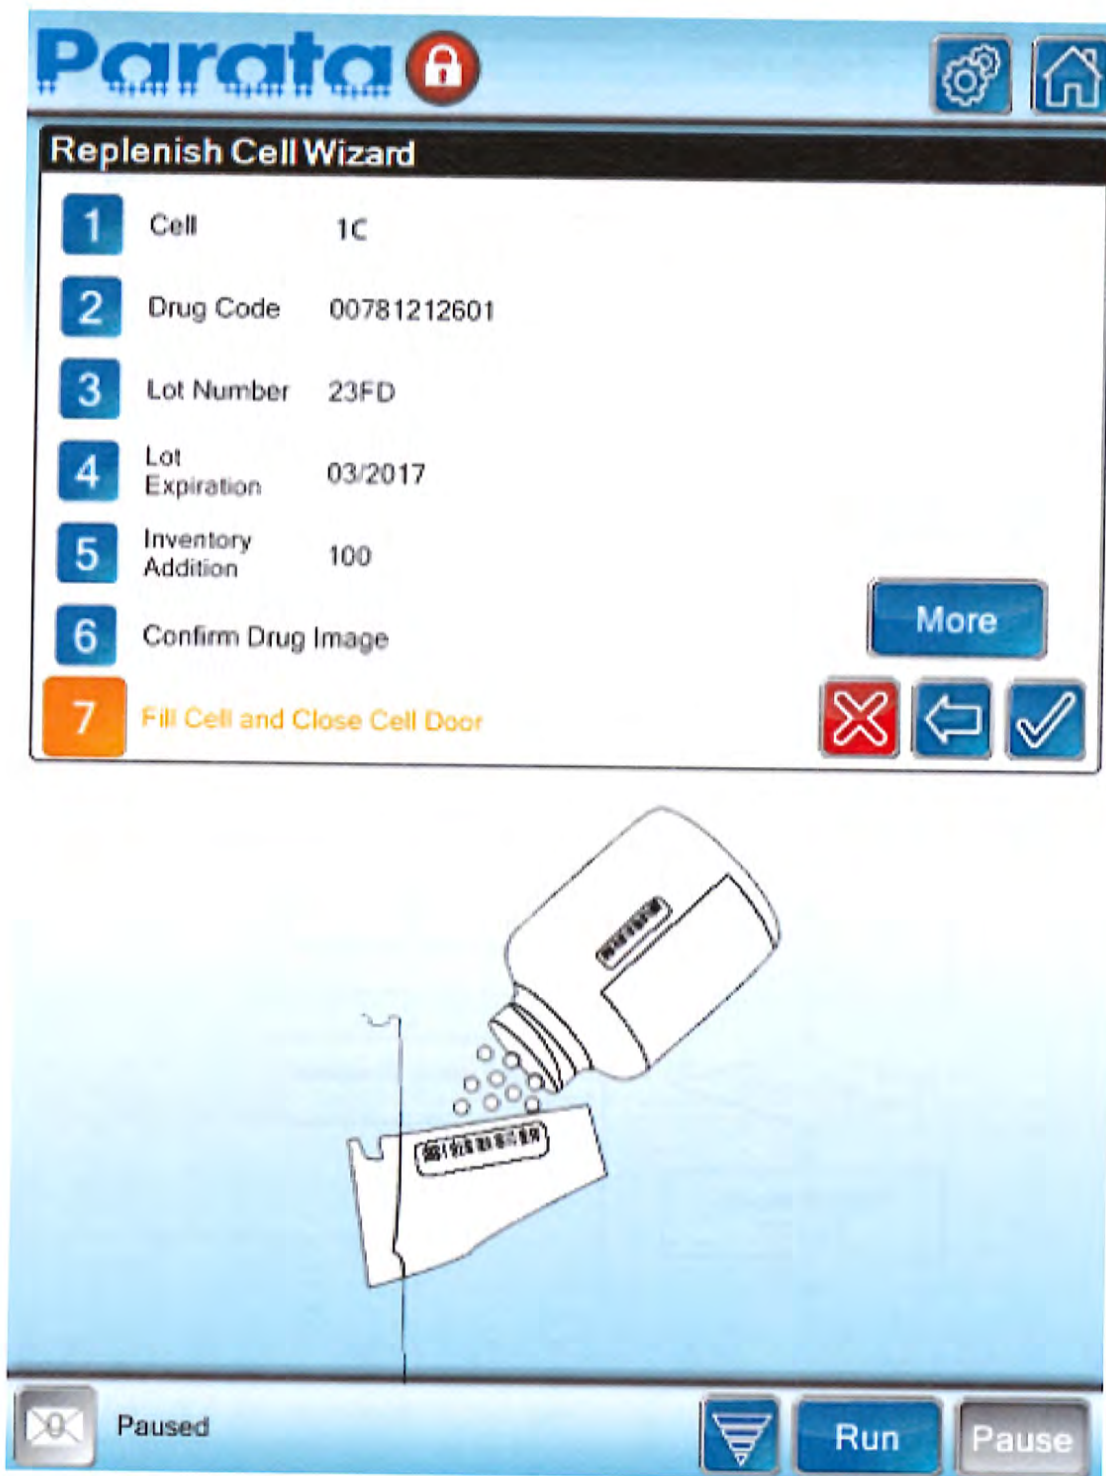 Parata
Replenish Cell Wizard
1 Cell 1C
2 Drug Code 00781212601
3 Lot Number 23FD
4 Lot Expiration 03/2017
5 Inventory Addition 100
6 Confirm Drug Image
More
7 Fill Cell and Close Cell Door
0 Paused Run Pause